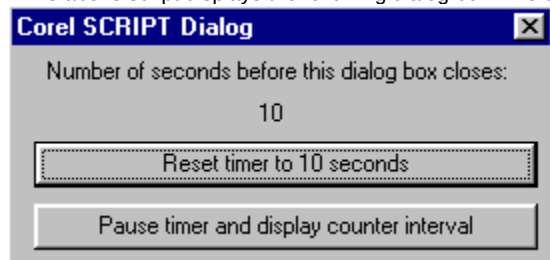 Corel SCRIPT Dialog
Number of seconds before this dialog box closes:
10
Reset timer to 10 seconds
Pause timer and display counter interval